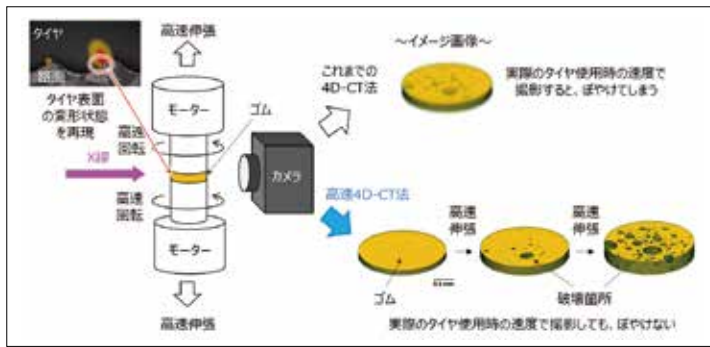 タイヤ
路面
タイヤ表面
の変形状態
を再現
高速伸張
モーター
高速
回転
ゴム
X線
カメラ
高速
回転
モーター
高速伸張
～イメージ画像～
これまでの
4D-CT法
実際のタイヤ使用時の速度で
撮影すると、ぼやけてしまう
高速4D-CT法
高速
伸張
高速
伸張
ゴム
破壊箇所
実際のタイヤ使用時の速度で撮影しても、ぼやけない